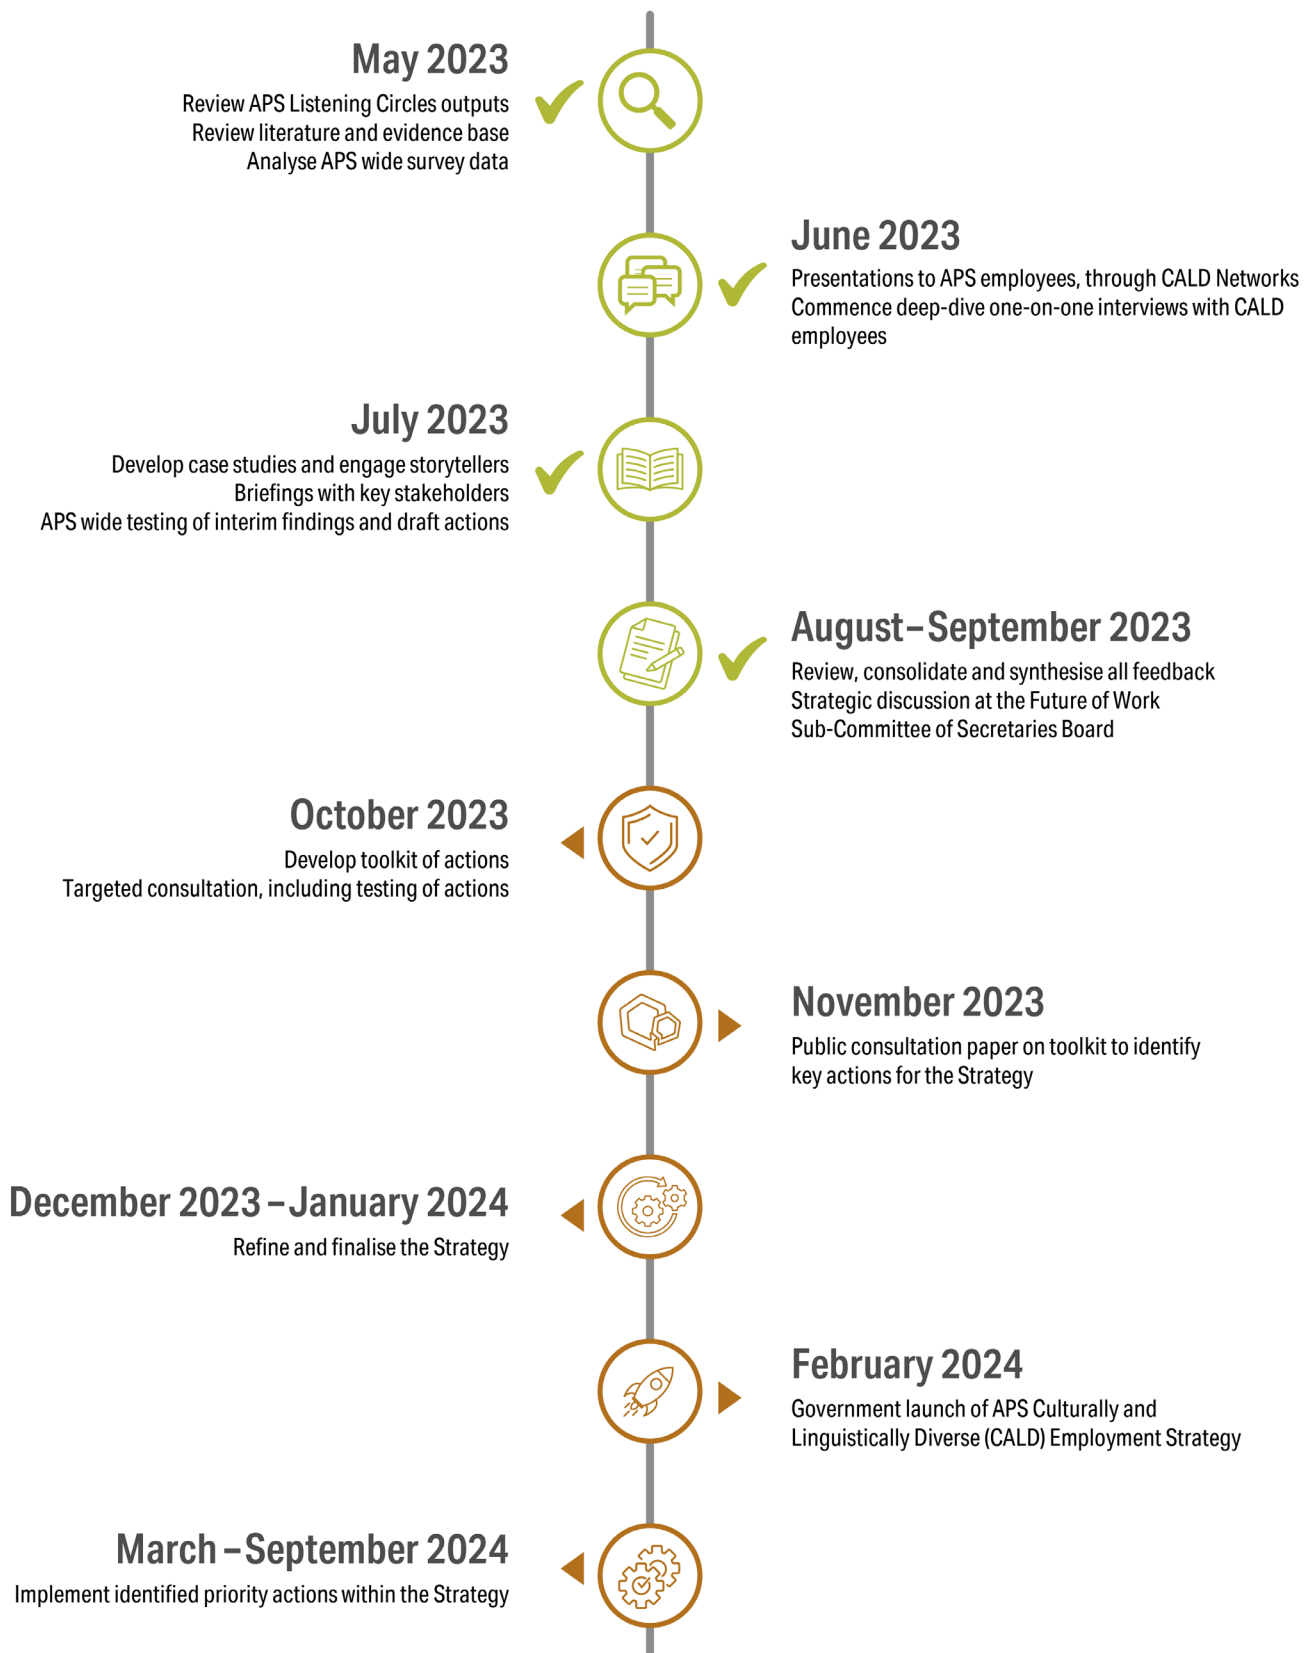 May 2023
Review APS Listening Circles outputs
Review literature and evidence base
Analyse APS wide survey data
June 2023
Presentations to APS employees, through CALD Networks
Commence deep-dive one-on-one interviews with CALD
employees
July 2023
Develop case studies and engage storytellers
Briefings with key stakeholders
APS wide testing of interim findings and draft actions
August–September 2023
Review, consolidate and synthesise all feedback
Strategic discussion at the Future of Work
Sub-Committee of Secretaries Board
October 2023
Develop toolkit of actions
Targeted consultation, including testing of actions
November 2023
Public consultation paper on toolkit to identify
key actions for the Strategy
December 2023–January 2024
Refine and finalise the Strategy
February 2024
Government launch of APS Culturally and
Linguistically Diverse (CALD) Employment Strategy
March–September 2024
Implement identified priority actions within the Strategy